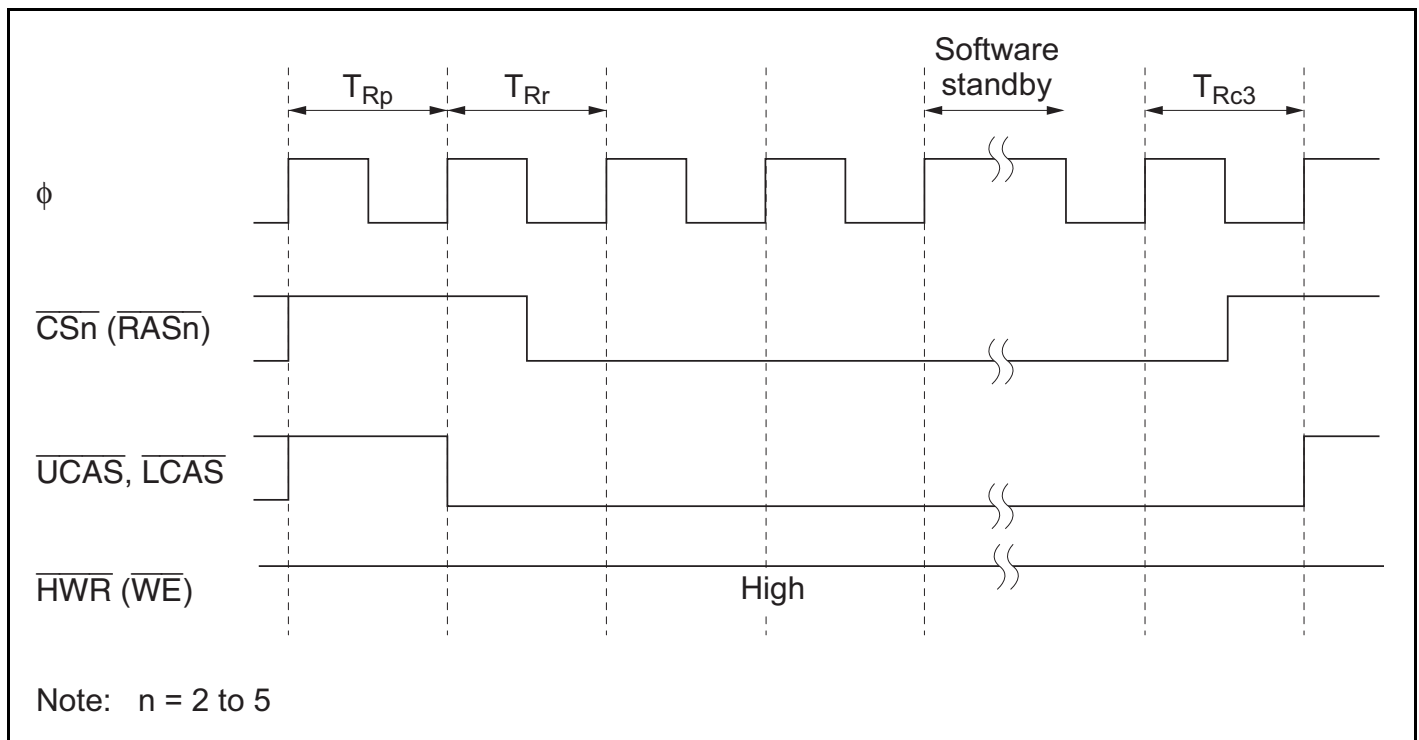 Software
standby
TRp
TRr
TRc3
ϕ
CSn (RASn)
UCAS, LCAS
HWR (WE)
High
Note: n = 2 to 5